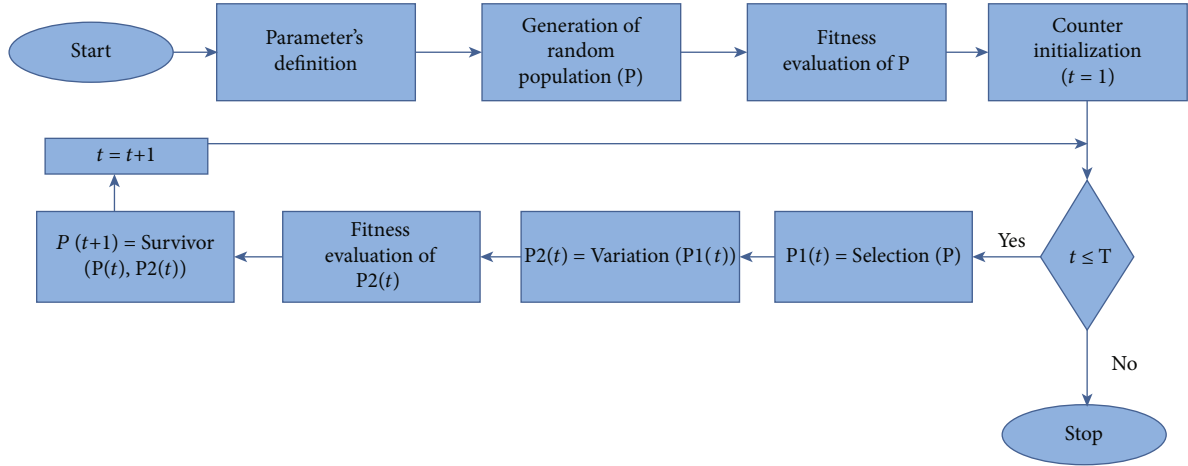 Start
Parameter's
definition
Generation of
random
population (P)
Fitness
evaluation of P
Counter
initialization
(t = 1)
t = t+1
P (t+1) = Survivor
(P(t), P2(t))
Fitness
evaluation of
P2(t)
P2(t) = Variation (P1(t))
P1(t) = Selection (P)
Yes
t ≤ T
No
Stop